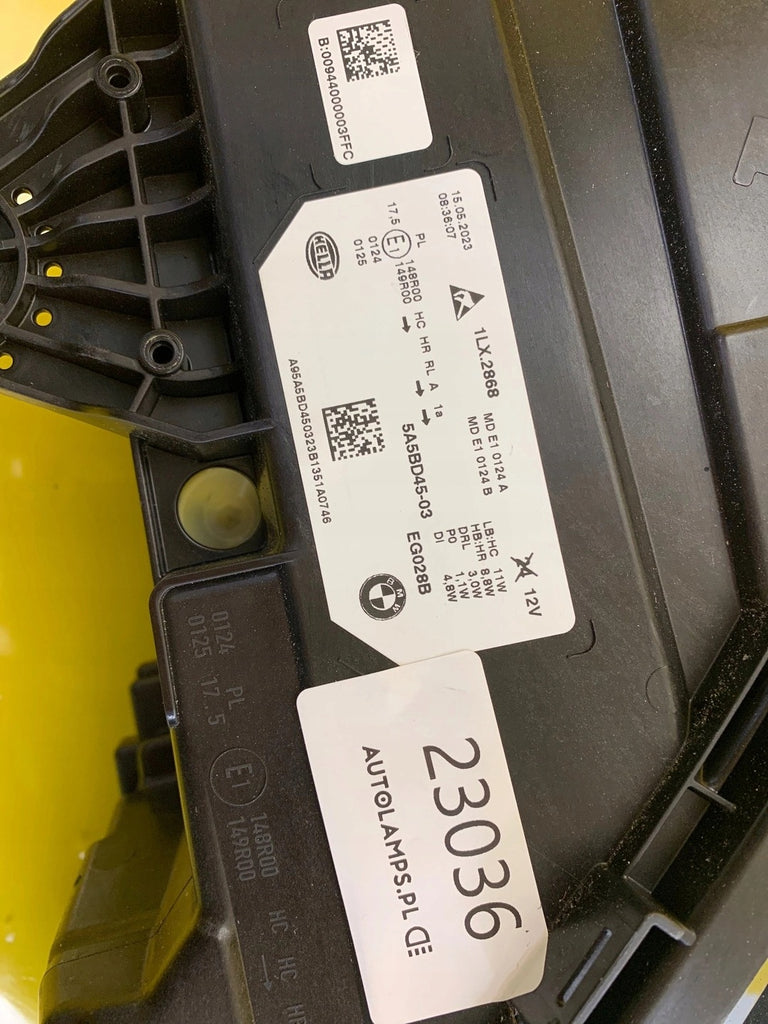 B:00944000003FFC
15.05.2023
08:36:07
1LX.2868
MD E1 0124 A
MD E1 0124 B
12V
LB:HC 11W
HB:HR 8,8W
DRL 3,0W
PO 1,1W
DI 4,8W
PL 148R00 HC HR RL A 1a
17,5 E1 149R00 → → →
0124
0125
HELLA
5A5BD45-03 EG028B
BMW
A95A5BD450323B1351A0746
23036
AUTOLAMPS.PL
0124 PL 148R00 HC HC HR
0125 17.5 E1 149R00 →